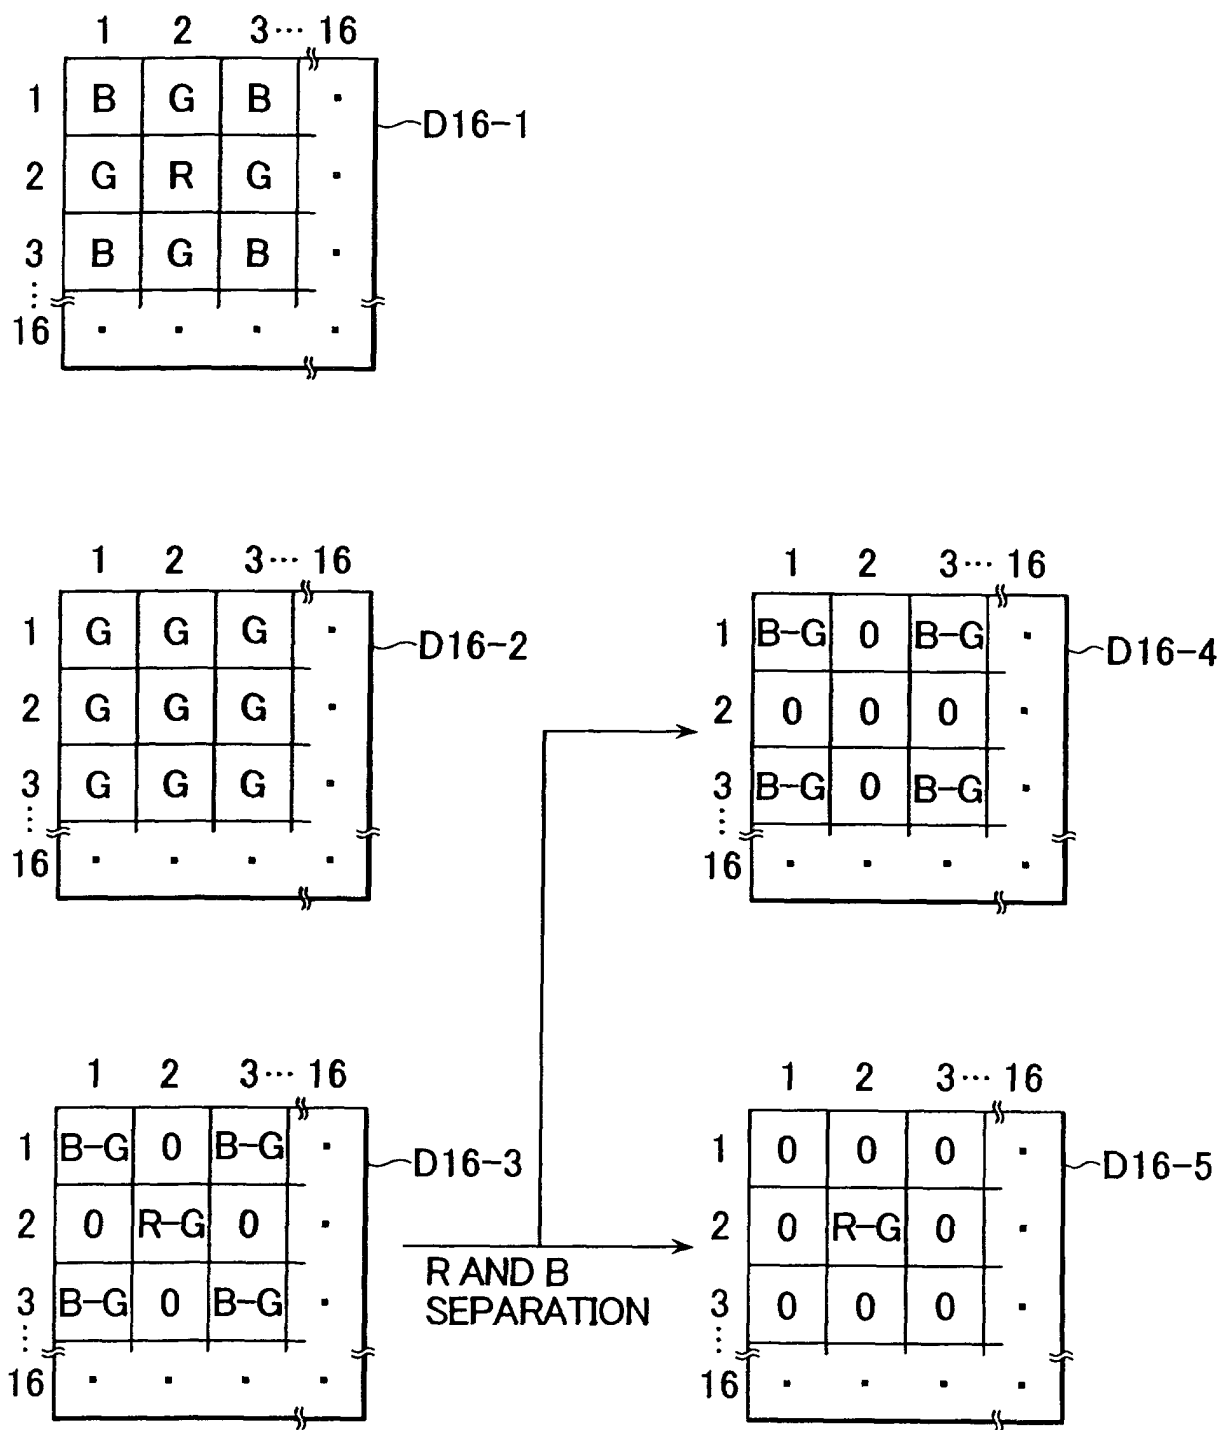 1 2 3··· 16
1 B G B ·
D16-1
2 G R G ·
3 B G B ·
⋮
16 · · · ·
1 2 3··· 16
1 G G G ·
D16-2
2 G G G ·
3 G G G ·
⋮
16 · · · ·
1 2 3··· 16
1 B-G 0 B-G ·
D16-4
2 0 0 0 ·
3 B-G 0 B-G ·
⋮
16 · · · ·
1 2 3··· 16
1 B-G 0 B-G ·
D16-3
2 0 R-G 0 ·
3 B-G 0 B-G ·
⋮
16 · · · ·
R AND B
SEPARATION
1 2 3··· 16
1 0 0 0 ·
D16-5
2 0 R-G 0 ·
3 0 0 0 ·
⋮
16 · · · ·